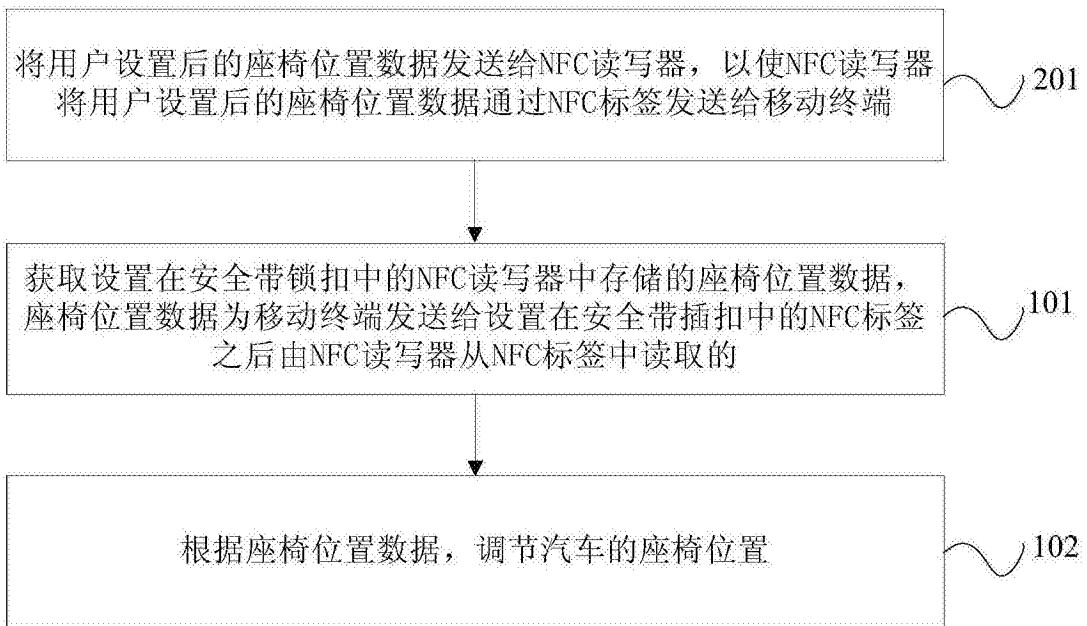 将用户设置后的座椅位置数据发送给NFC读写器，以使NFC读写器
将用户设置后的座椅位置数据通过NFC标签发送给移动终端
201
获取设置在安全带锁扣中的NFC读写器中存储的座椅位置数据，
座椅位置数据为移动终端发送给设置在安全带插扣中的NFC标签
之后由NFC读写器从NFC标签中读取的
101
根据座椅位置数据，调节汽车的座椅位置
102